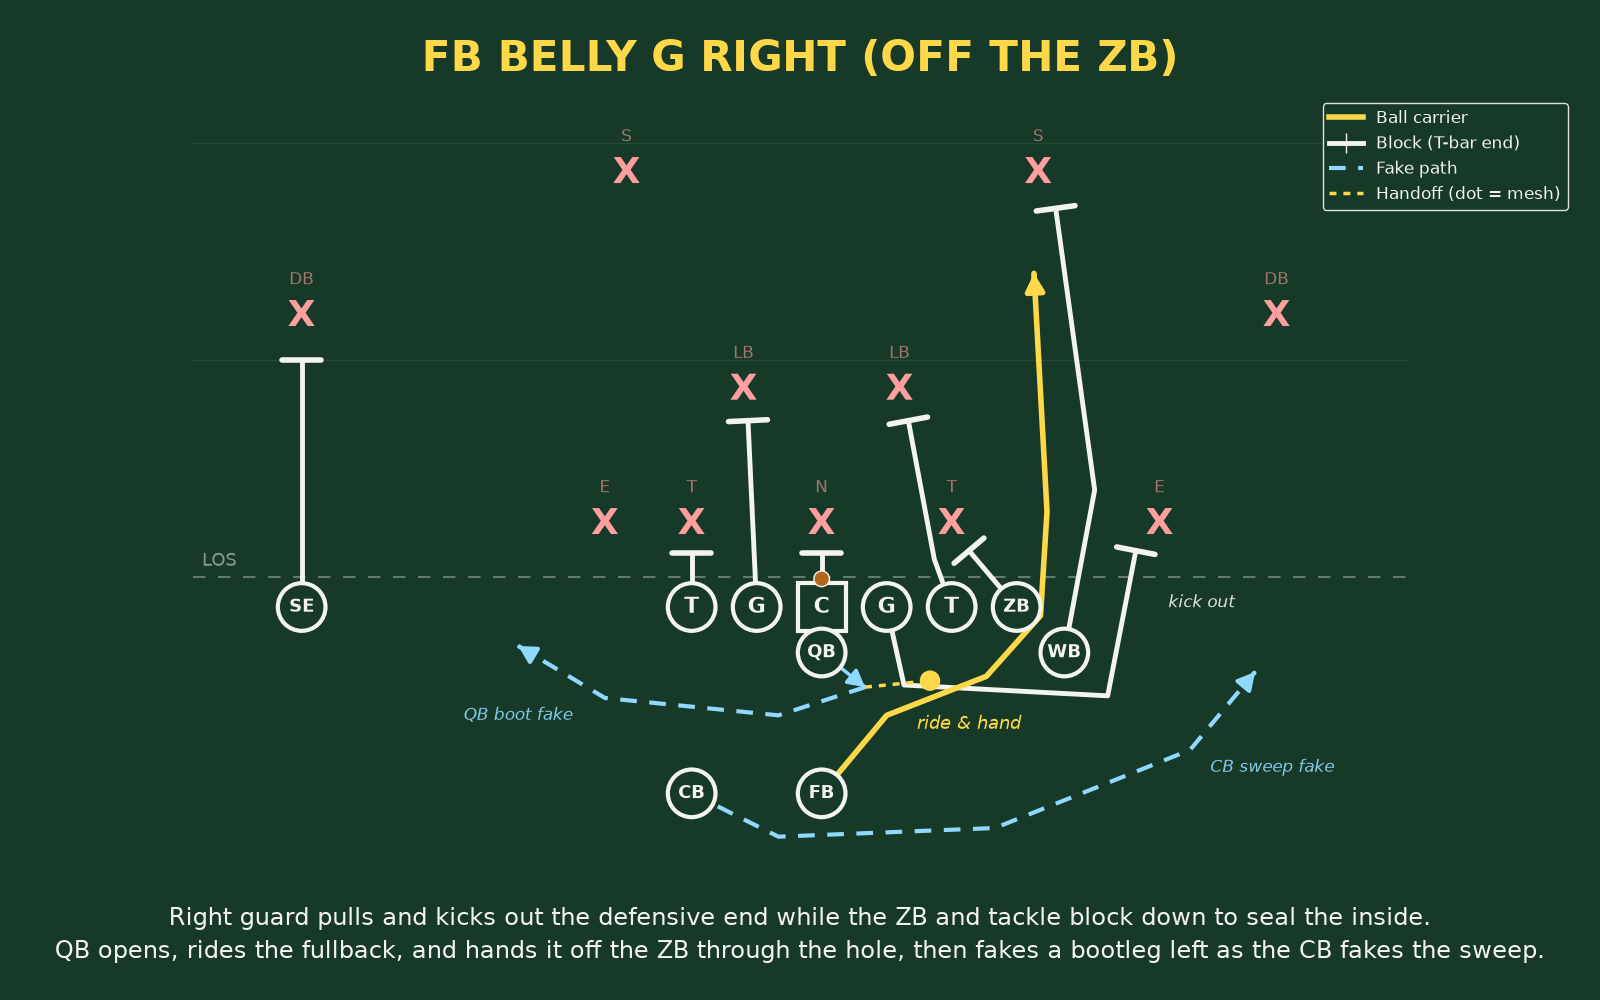 FB BELLY G RIGHT (OFF THE ZB)
Ball carrier
Block (T-bar end)
Fake path
Handoff (dot = mesh)
S
S
X
X
DB
DB
X
X
LB
LB
X
X
E
T
N
T
E
X
X
X
X
X
LOS
SE
T
G
C
G
T
ZB
kick out
QB
WB
QB boot fake
ride & hand
CB sweep fake
CB
FB
Right guard pulls and kicks out the defensive end while the ZB and tackle block down to seal the inside.
QB opens, rides the fullback, and hands it off the ZB through the hole, then fakes a bootleg left as the CB fakes the sweep.